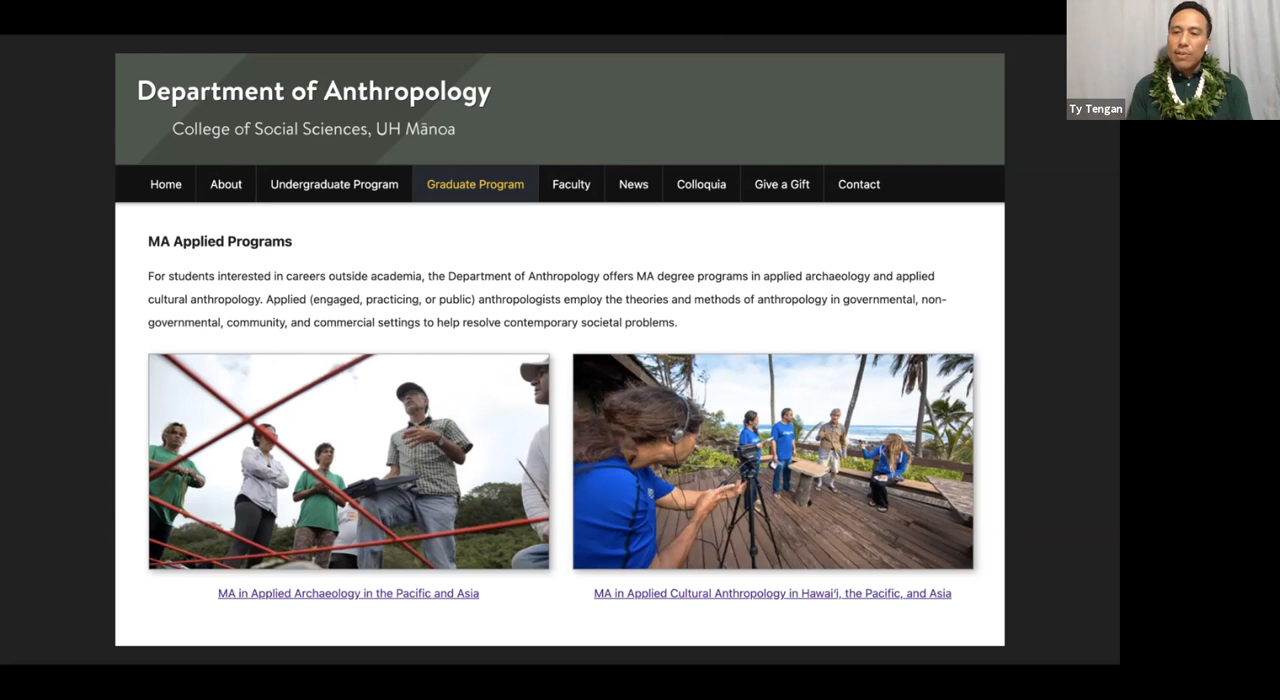 Department of Anthropology
College of Social Sciences, UH Mānoa
Ty Tengan
Home About Undergraduate Program Graduate Program Faculty News Colloquia Give a Gift Contact
MA Applied Programs
For students interested in careers outside academia, the Department of Anthropology offers MA degree programs in applied archaeology and applied
cultural anthropology. Applied (engaged, practicing, or public) anthropologists employ the theories and methods of anthropology in governmental, non-
governmental, community, and commercial settings to help resolve contemporary societal problems.
MA in Applied Archaeology in the Pacific and Asia
MA in Applied Cultural Anthropology in Hawaiʻi, the Pacific, and Asia